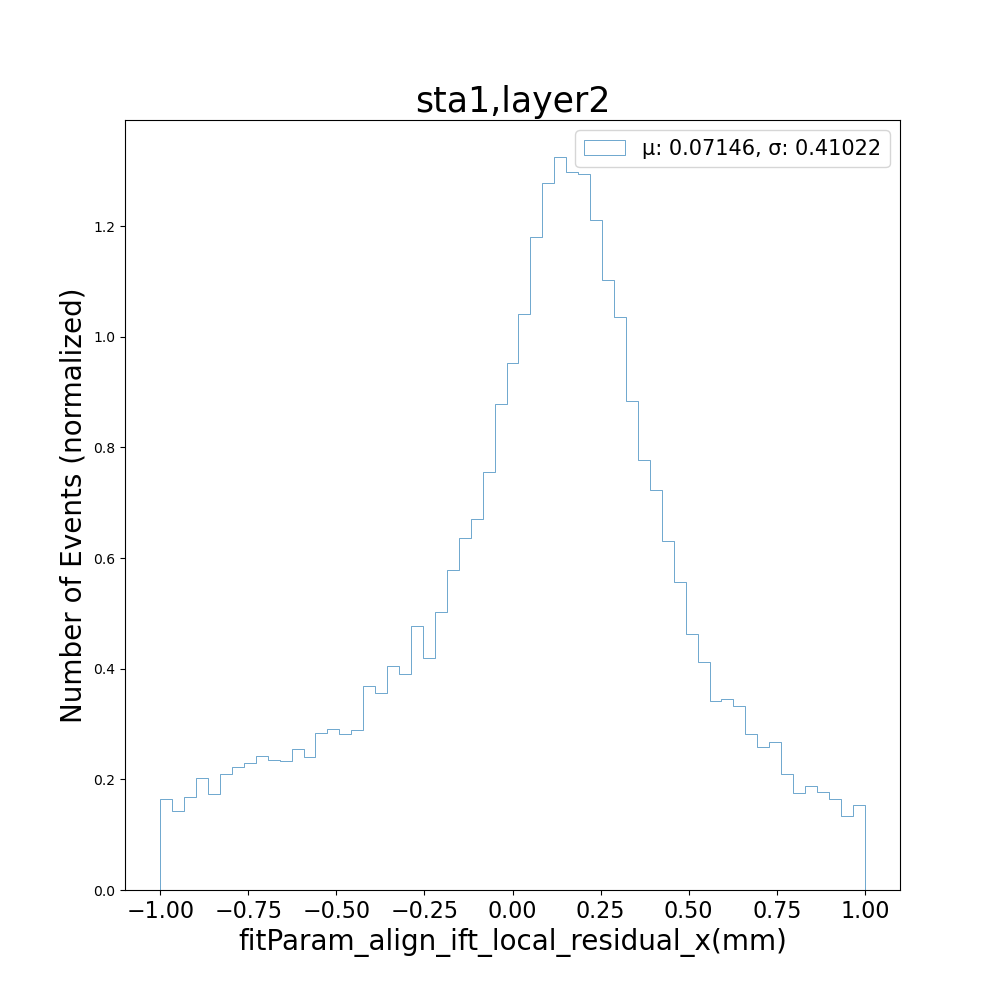 sta1,layer2
μ: 0.07146, σ: 0.41022
Number of Events (normalized)
1.2
1.0
0.8
0.6
0.4
0.2
0.0
−1.00 −0.75 −0.50 −0.25 0.00 0.25 0.50 0.75 1.00
fitParam_align_ift_local_residual_x(mm)